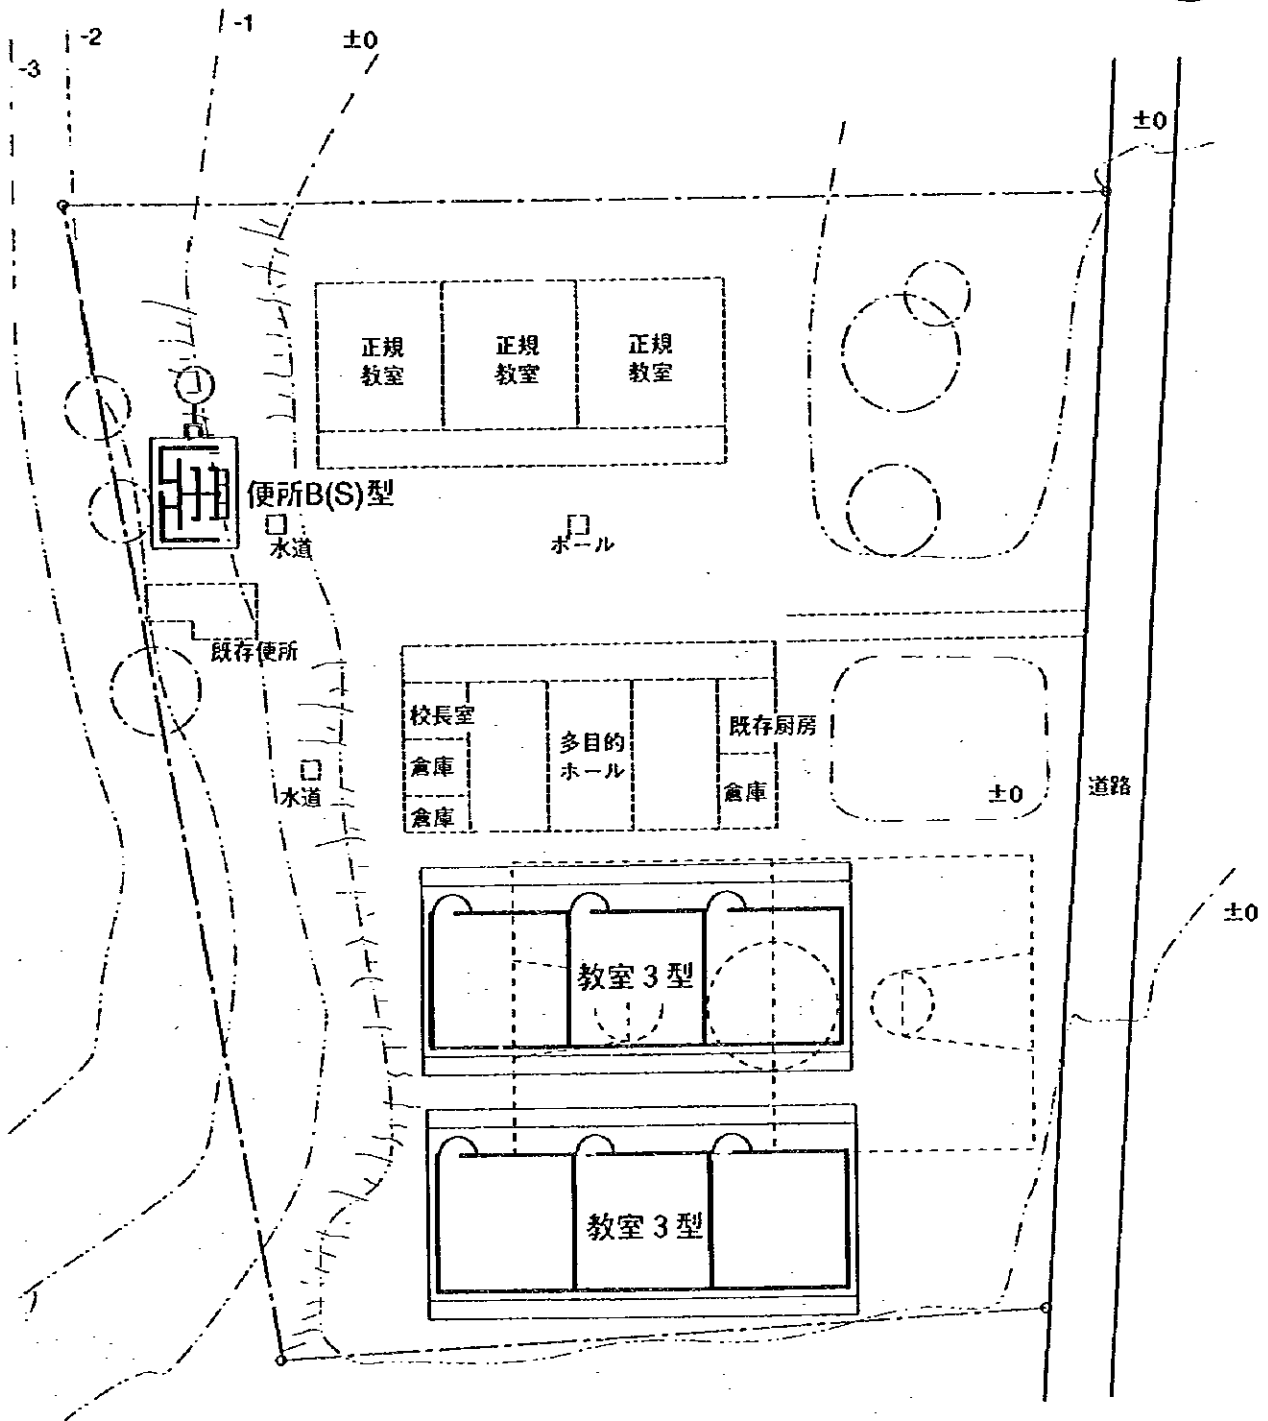 -3
-2
-1
±0
±0
正規
教室
正規
教室
正規
教室
便所B(S)型
水道
ポール
既存便所
校長室
倉庫
倉庫
多目的
ホール
既存厨房
倉庫
水道
±0
道路
±0
教室3型
教室3型